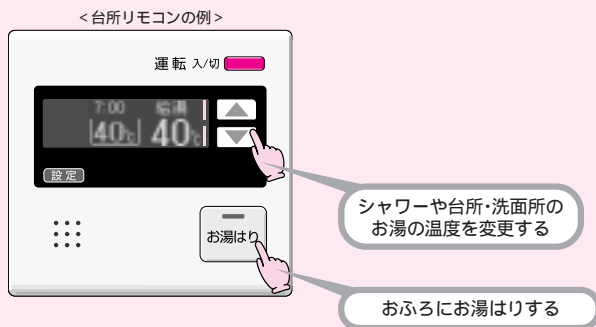 ＜台所リモコンの例＞
運転 入/切
7:00 給湯
40℃ 40℃
設定
お湯はり
シャワーや台所・洗面所の
お湯の温度を変更する
おふろにお湯はりする